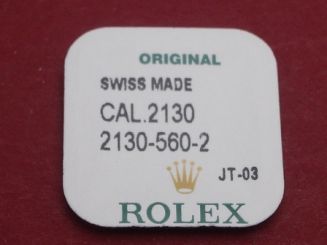 ORIGINAL
SWISS MADE
CAL.2130
2130-560-2
JT-03
ROLEX